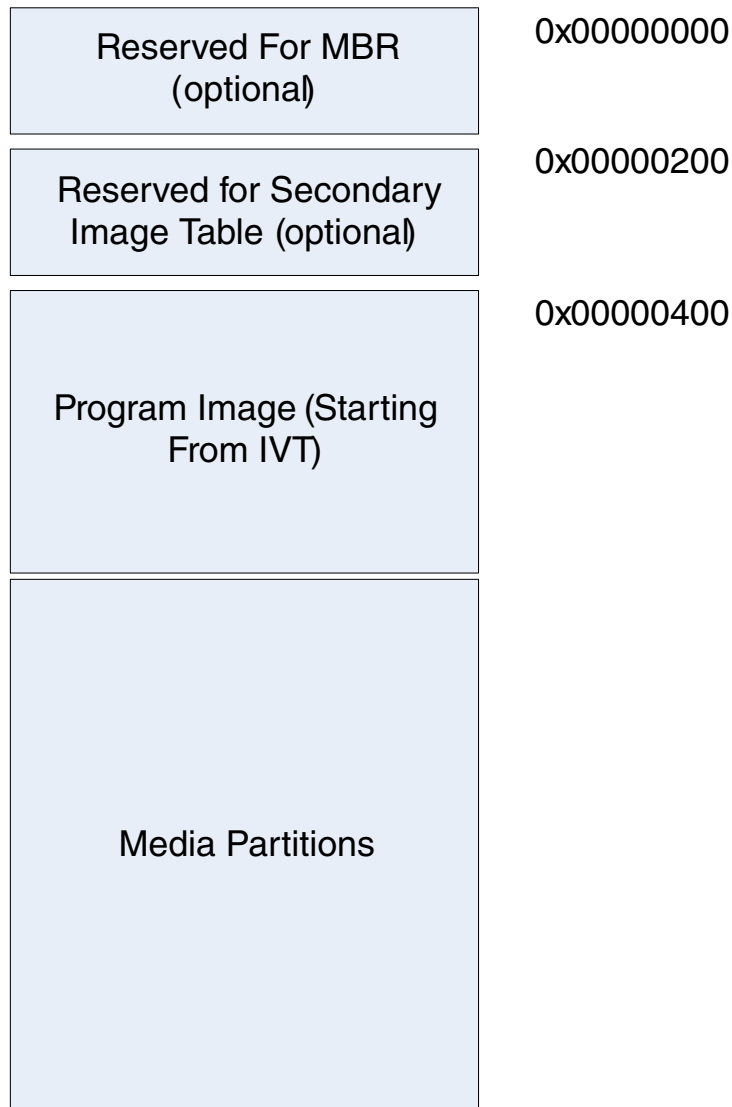 Reserved For MBR
(optional)
0x00000000
Reserved for Secondary
Image Table (optional)
0x00000200
Program Image (Starting
From IVT)
0x00000400
Media Partitions